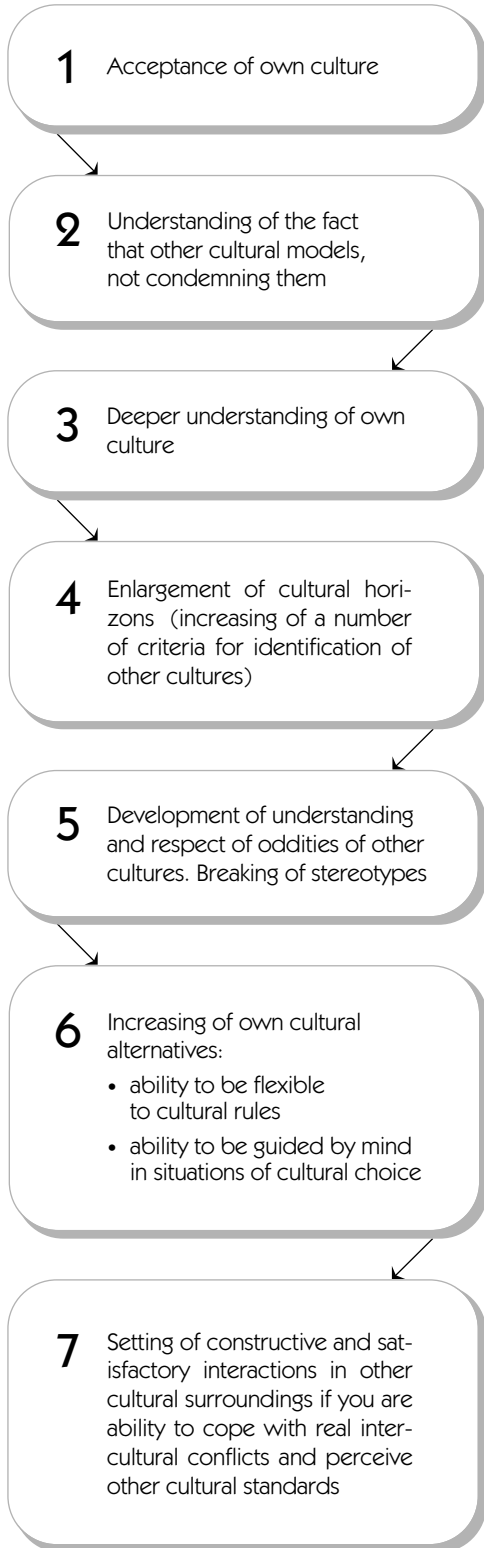 1 Acceptance of own culture
2 Understanding of the fact
that other cultural models,
not condemning them
3 Deeper understanding of own
culture
4 Enlargement of cultural hori-
zons (increasing of a number
of criteria for identification of
other cultures)
5 Development of understanding
and respect of oddities of other
cultures. Breaking of stereotypes
6 Increasing of own cultural
alternatives:
• ability to be flexible
to cultural rules
• ability to be guided by mind
in situations of cultural choice
7 Setting of constructive and sat-
isfactory interactions in other
cultural surroundings if you are
ability to cope with real inter-
cultural conflicts and perceive
other cultural standards